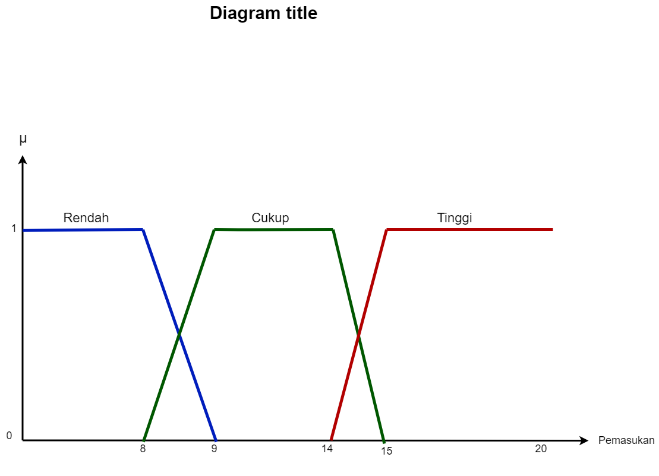 Diagram title
μ
Rendah
Cukup
Tinggi
1
0
8
9
14
15
20
Pemasukan